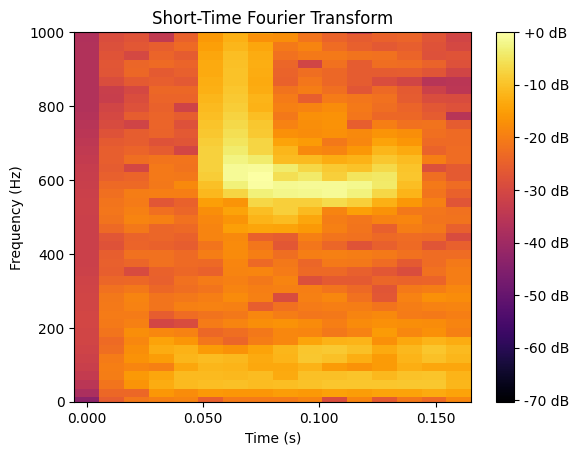 Short-Time Fourier Transform
1000
800
600
400
200
0
Frequency (Hz)
0.000
0.050
0.100
0.150
Time (s)
+0 dB
-10 dB
-20 dB
-30 dB
-40 dB
-50 dB
-60 dB
-70 dB